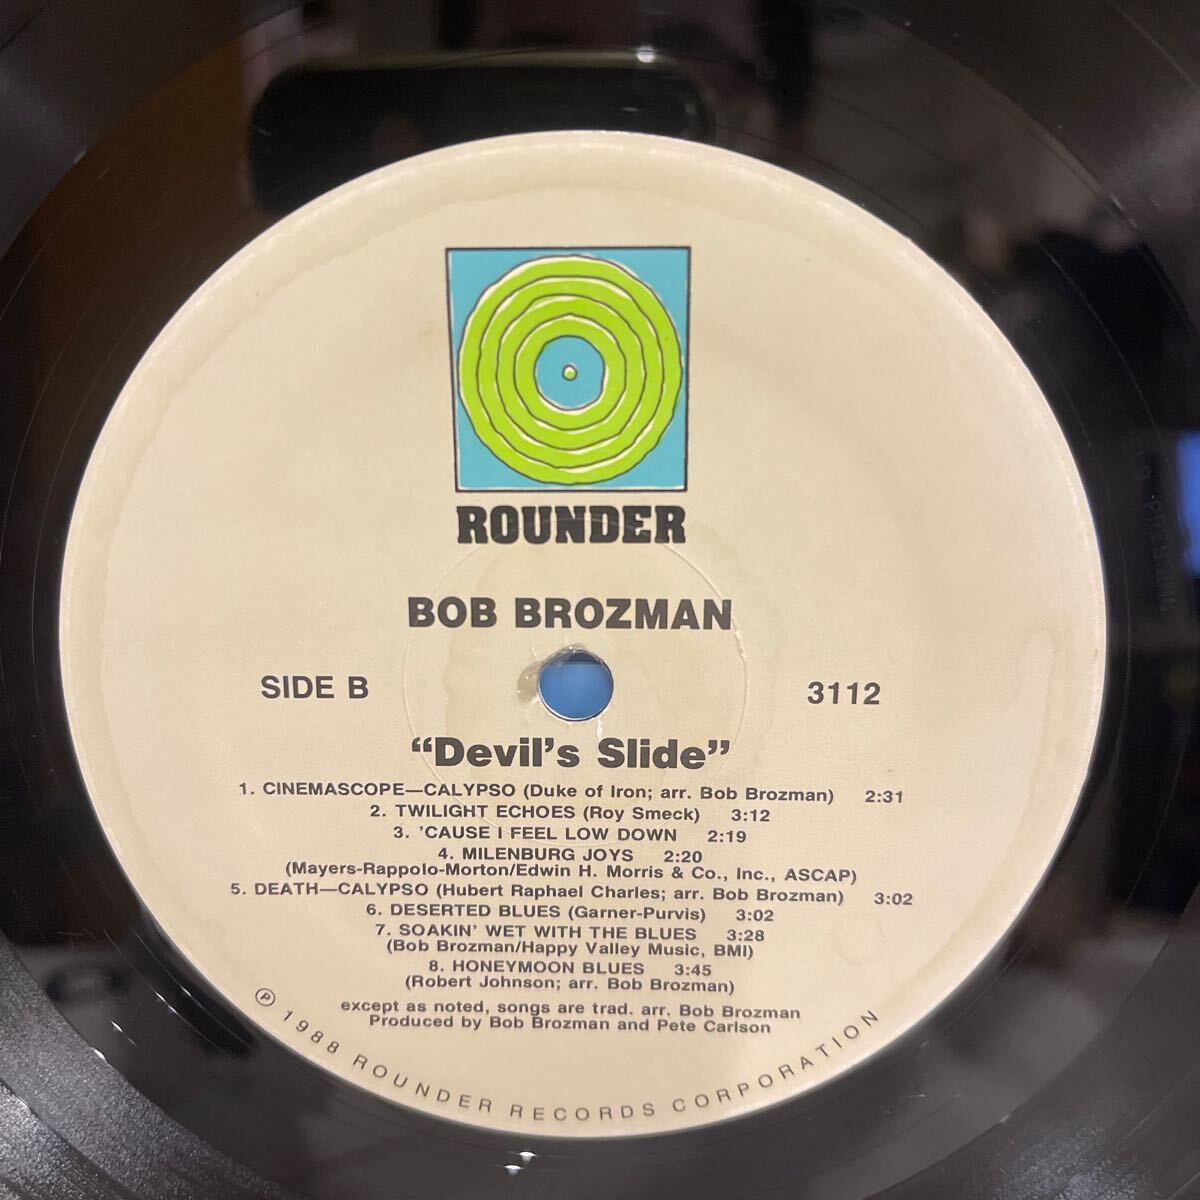 ROUNDER
BOB BROZMAN
SIDE B
3112
“Devil’s Slide”
1. CINEMASCOPE—CALYPSO (Duke of Iron; arr. Bob Brozman) 2:31
2. TWILIGHT ECHOES (Roy Smeck) 3:12
3. ’CAUSE I FEEL LOW DOWN 2:19
4. MILENBURG JOYS 2:20
(Mayers-Rappolo-Morton/Edwin H. Morris & Co., Inc., ASCAP)
5. DEATH—CALYPSO (Hubert Raphael Charles; arr. Bob Brozman) 3:02
6. DESERTED BLUES (Garner-Purvis) 3:02
7. SOAKIN’ WET WITH THE BLUES 3:28
(Bob Brozman/Happy Valley Music, BMI)
8. HONEYMOON BLUES 3:45
(Robert Johnson; arr. Bob Brozman)
except as noted, songs are trad. arr. Bob Brozman
Produced by Bob Brozman and Pete Carlson
℗ 1988 ROUNDER RECORDS CORPORATION